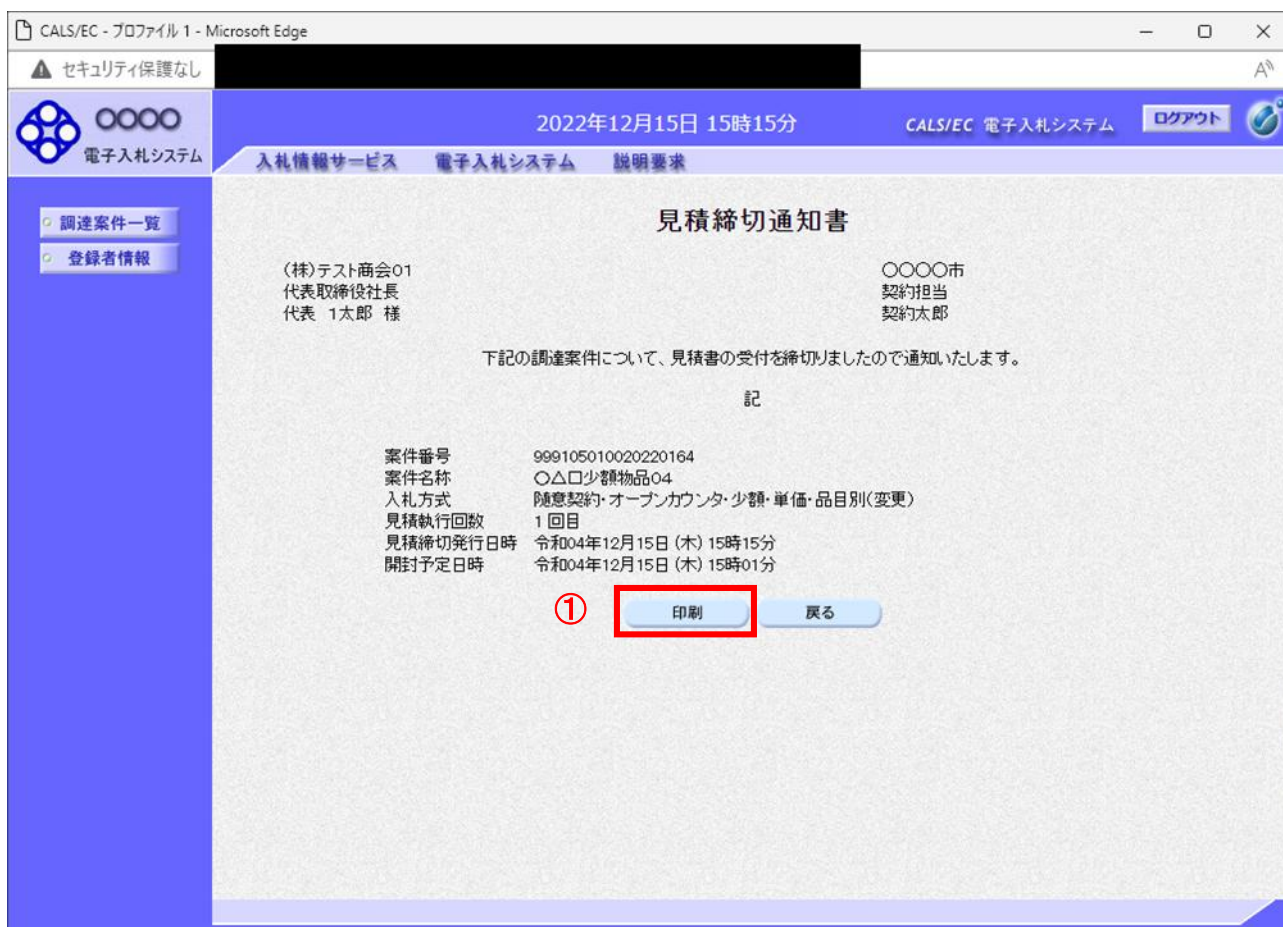 CALS/EC - プロファイル 1 - Microsoft Edge
セキュリティ保護なし
OOOO
電子入札システム
2022年12月15日 15時15分
CALS/EC 電子入札システム
ログアウト
入札情報サービス 電子入札システム 説明要求
調達案件一覧
登録者情報
見積締切通知書
(株)テスト商会01
代表取締役社長
代表 1太郎 様
〇〇〇〇市
契約担当
契約太郎
下記の調達案件について、見積書の受付を締切りましたので通知いたします。
記
案件番号 999105010020220164
案件名称 〇△□少額物品04
入札方式 随意契約・オープンカウンタ・少額・単価・品目別(変更)
見積執行回数 1回目
見積締切発行日時 令和04年12月15日 (木) 15時15分
開封予定日時 令和04年12月15日 (木) 15時01分
① 印刷 戻る